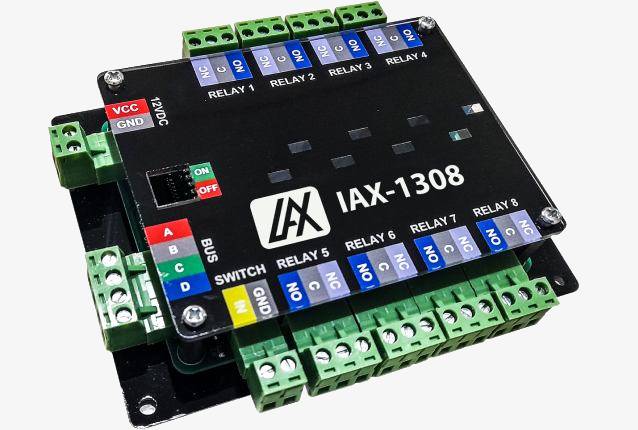 NC C NO NC C NO NC C NO NC C NO
RELAY 1 RELAY 2 RELAY 3 RELAY 4
VCC
GND
12VDC
ON
OFF
IAX
IAX-1308
A
B
C
D
BUS
SWITCH RELAY 5 RELAY 6 RELAY 7 RELAY 8
IN GND NO C NC NO C NC NO C NC NO C NC